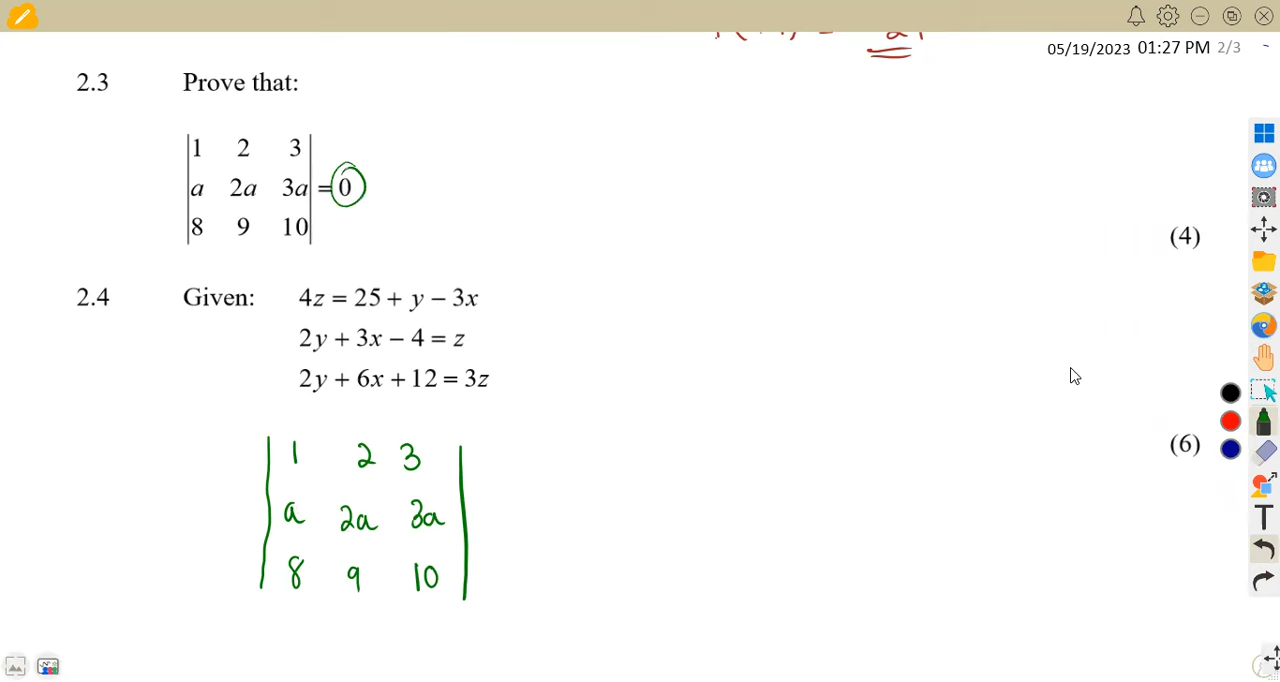 05/19/2023 01:27 PM 2/3
2.3 Prove that:
1 2 3
a 2a 3a = 0
8 9 10
(4)
2.4 Given: 4z = 25 + y − 3x
2y + 3x − 4 = z
2y + 6x + 12 = 3z
(6)
1 2 3
a 2a 3a
8 9 10